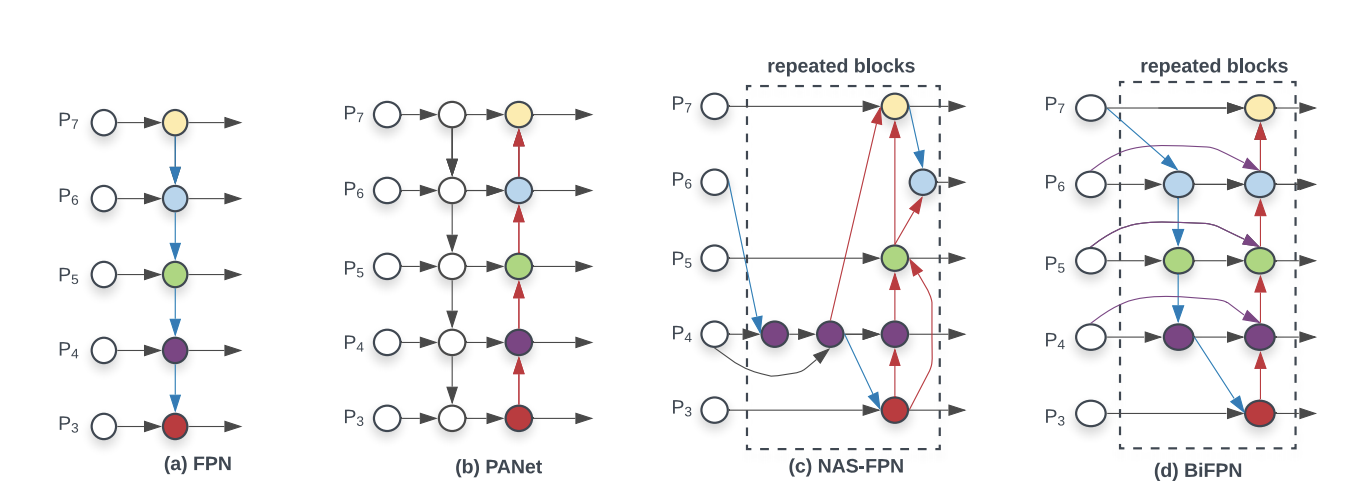 P7
P6
P5
P4
P3
(a) FPN
P7
P6
P5
P4
P3
(b) PANet
repeated blocks
P7
P6
P5
P4
P3
(c) NAS-FPN
repeated blocks
P7
P6
P5
P4
P3
(d) BiFPN